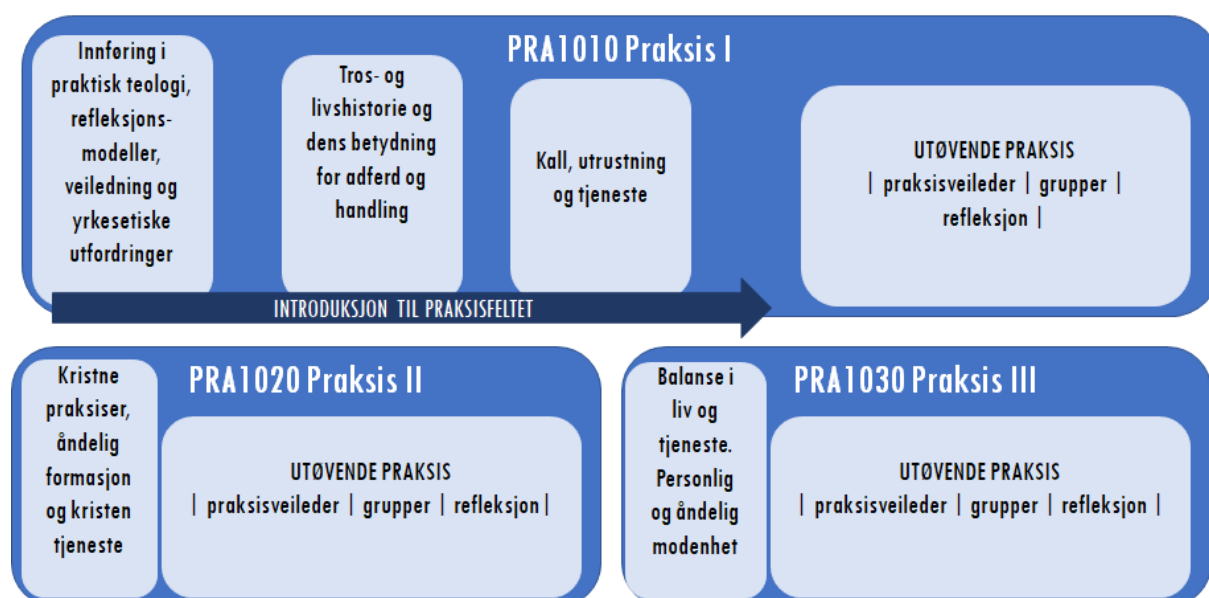 PRA1010 Praksis I
Innføring i
praktisk teologi,
refleksjons-
modeller,
veiledning og
yrkesetiske
utfordringer
Tros- og
livshistorie og
dens betydning
for adferd og
handling
Kall, utrustning
og tjeneste
UTØVENDE PRAKSIS
| praksisveileder | grupper |
refleksjon |
INTRODUKSJON TIL PRAKSISFELTET
PRA1020 Praksis II
Kristne
praksiser,
åndelig
formasjon
og kristen
tjeneste
UTØVENDE PRAKSIS
| praksisveileder | grupper | refleksjon |
PRA1030 Praksis III
Balanse i
liv og
tjeneste.
Personlig
og åndelig
modenhet
UTØVENDE PRAKSIS
| praksisveileder | grupper | refleksjon |